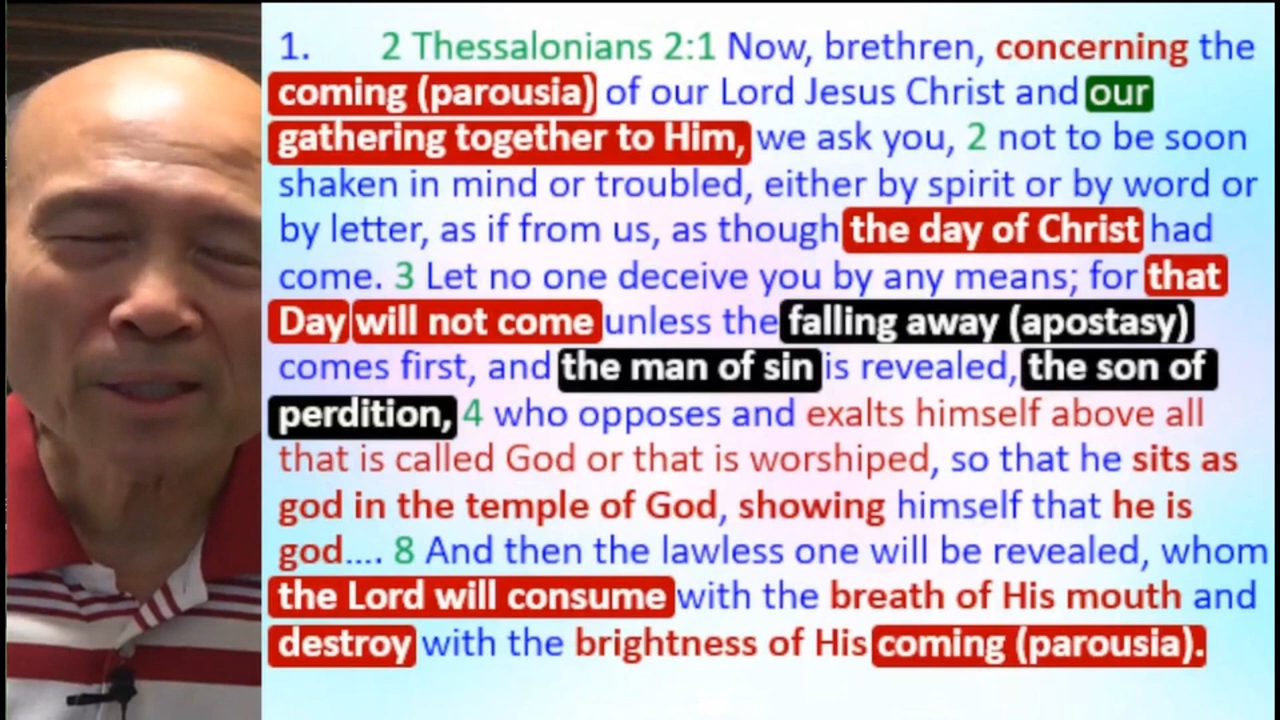 1. 2 Thessalonians 2:1 Now, brethren, concerning the
coming (parousia) of our Lord Jesus Christ and our
gathering together to Him, we ask you, 2 not to be soon
shaken in mind or troubled, either by spirit or by word or
by letter, as if from us, as though the day of Christ had
come. 3 Let no one deceive you by any means; for that
Day will not come unless the falling away (apostasy)
comes first, and the man of sin is revealed, the son of
perdition, 4 who opposes and exalts himself above all
that is called God or that is worshiped, so that he sits as
god in the temple of God, showing himself that he is
god.... 8 And then the lawless one will be revealed, whom
the Lord will consume with the breath of His mouth and
destroy with the brightness of His coming (parousia).